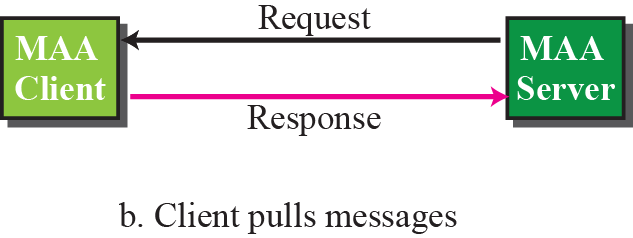 Request
MAA
Client
MAA
Server
Response
b. Client pulls messages